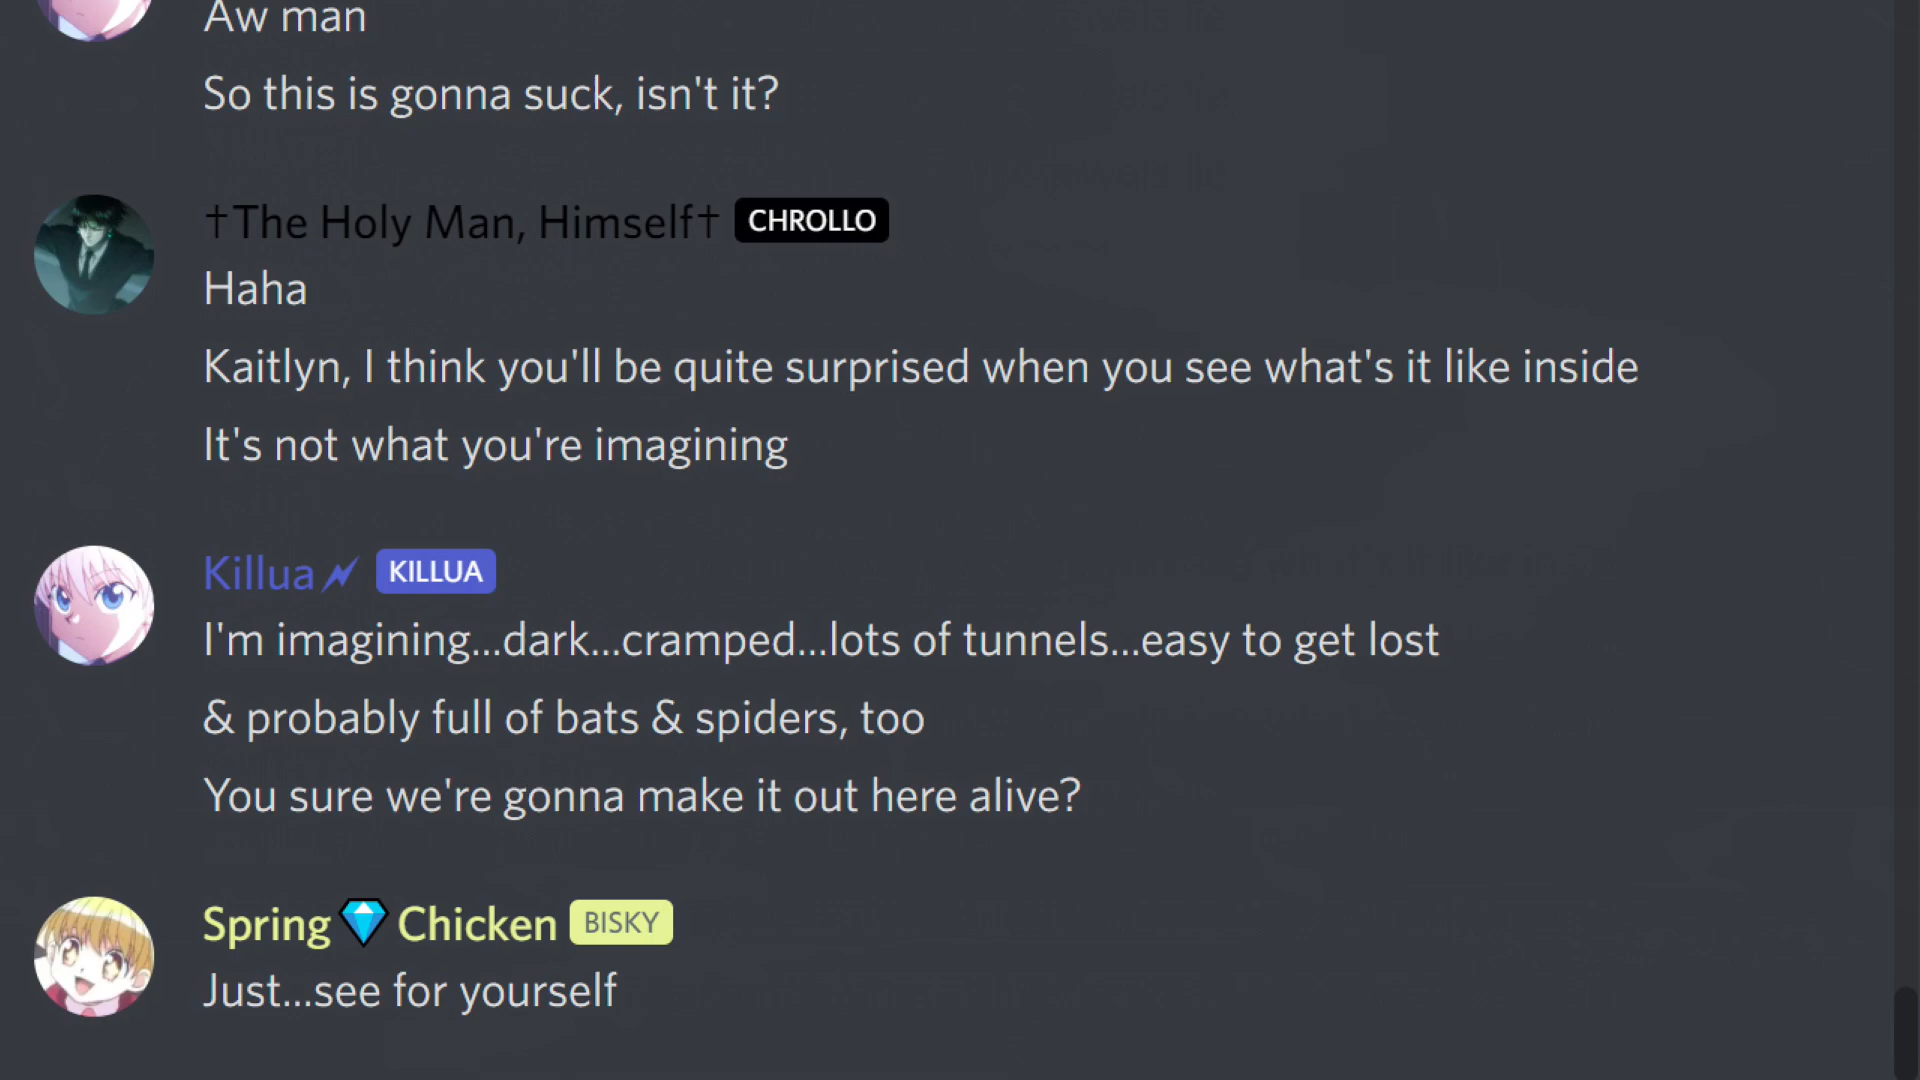 Aw man
So this is gonna suck, isn't it?
†The Holy Man, Himself† CHROLLO
Haha
Kaitlyn, I think you'll be quite surprised when you see what's it like inside
It's not what you're imagining
Killua KILLUA
I'm imagining...dark...cramped...lots of tunnels...easy to get lost
& probably full of bats & spiders, too
You sure we're gonna make it out here alive?
Spring💎Chicken BISKY
Just...see for yourself